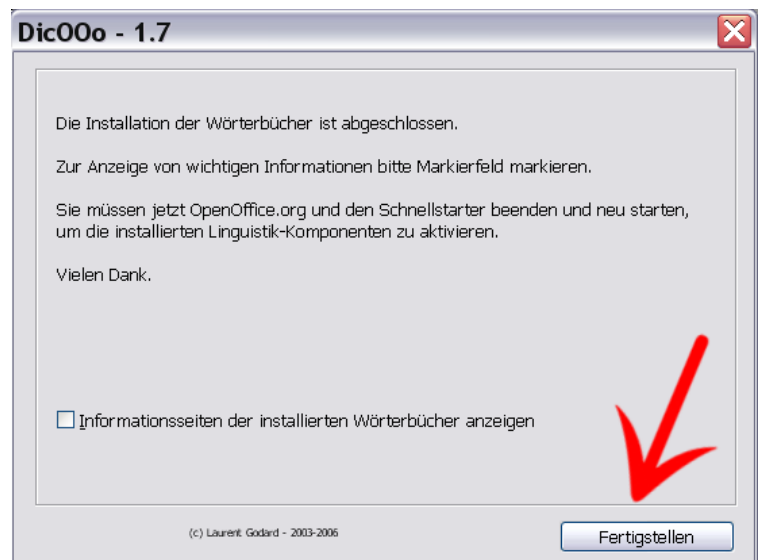 DicOOo - 1.7
Die Installation der Wörterbücher ist abgeschlossen.
Zur Anzeige von wichtigen Informationen bitte Markierfeld markieren.
Sie müssen jetzt OpenOffice.org und den Schnellstarter beenden und neu starten,
um die installierten Linguistik-Komponenten zu aktivieren.
Vielen Dank.
Informationsseiten der installierten Wörterbücher anzeigen
(c) Laurent Godard - 2003-2006
Fertigstellen